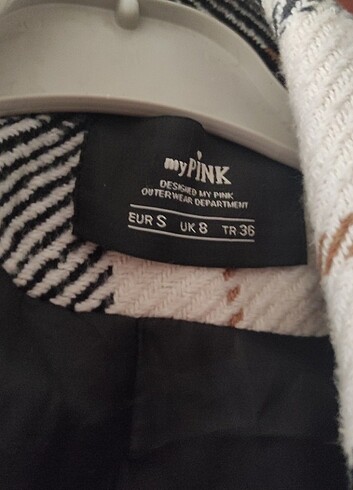 myPINK
DESIGNED MY PINK
OUTERWEAR DEPARTMENT
EUR S UK 8 TR 36